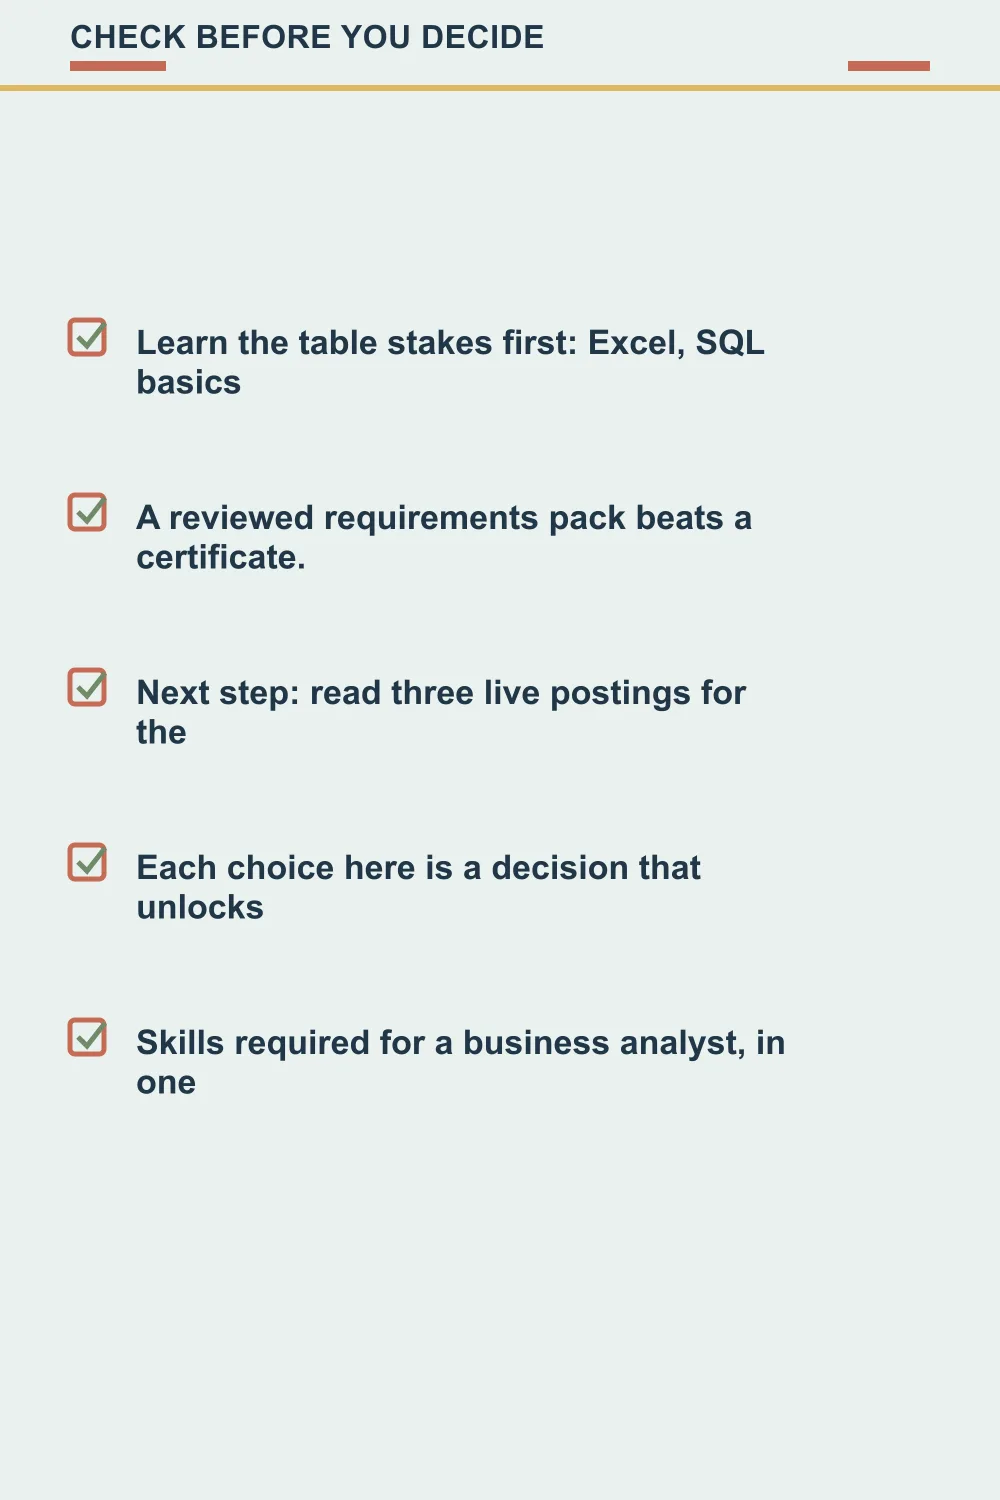 CHECK BEFORE YOU DECIDE
Learn the table stakes first: Excel, SQL
basics
A reviewed requirements pack beats a
certificate.
Next step: read three live postings for
the
Each choice here is a decision that
unlocks
Skills required for a business analyst, in
one